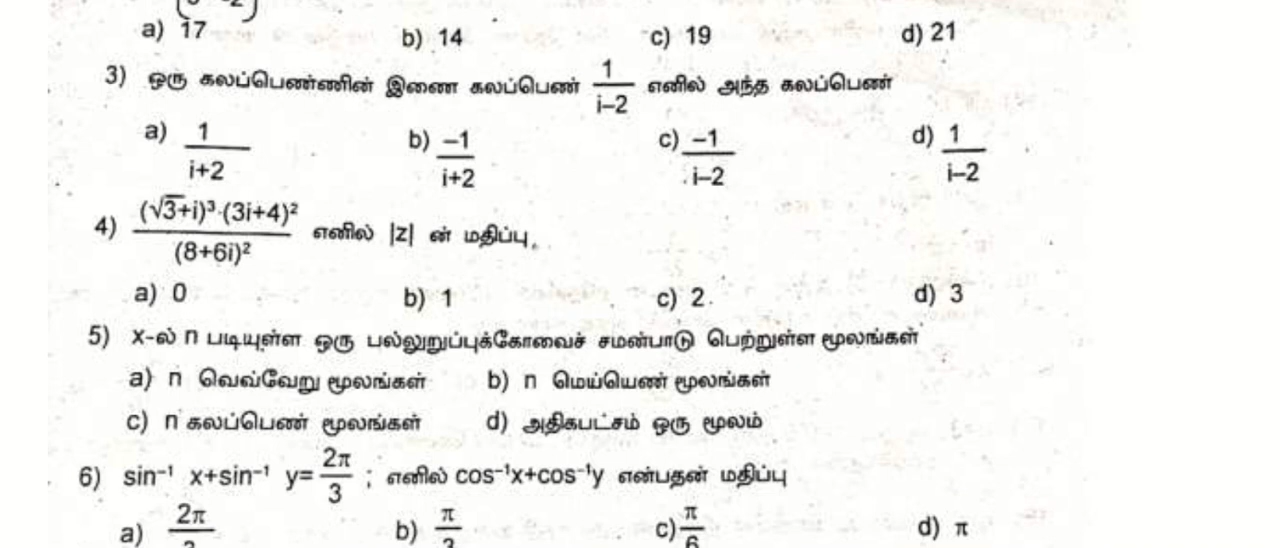 a) 17 b) 14 c) 19 d) 21
3) ஒரு கலப்பெண்ணின் இணை கலப்பெண் 1/(i–2) எனில் அந்த கலப்பெண்
a) 1/(i+2) b) –1/(i+2) c) –1/(i–2) d) 1/(i–2)
4) (√3+i)³ (3i+4)²/(8+6i)² எனில் |z| ன் மதிப்பு
a) 0 b) 1 c) 2 d) 3
5) x-ல் n படியுள்ள ஒரு பல்லுறுப்புக்கோவைச் சமன்பாடு பெற்றுள்ள மூலங்கள்
a) n வெவ்வேறு மூலங்கள் b) n மெய்யெண் மூலங்கள்
c) n கலப்பெண் மூலங்கள் d) அதிகபட்சம் ஒரு மூலம்
6) sin⁻¹ x+sin⁻¹ y=2π/3 ; எனில் cos⁻¹x+cos⁻¹y என்பதன் மதிப்பு
a) 2π/3 b) π/3 c) π/6 d) π